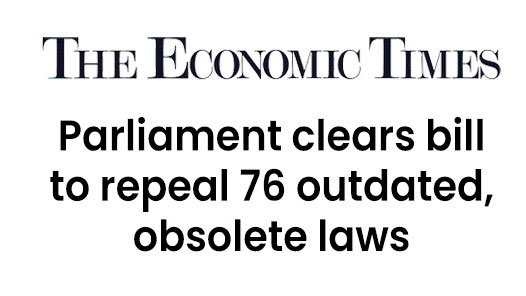 THE ECONOMIC TIMES
Parliament clears bill
to repeal 76 outdated,
obsolete laws